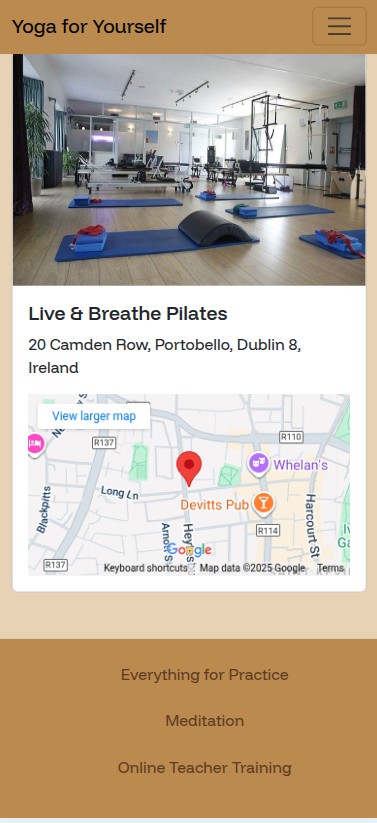 Yoga for Yourself
Live & Breathe Pilates
20 Camden Row, Portobello, Dublin 8,
Ireland
View larger map
R137
R110
Whelan's
Long Ln
Devitts Pub
Blackpitts
Harcourt St
R114
Google
R137
Keyboard shortcuts
Map data ©2025 Google
Terms
Everything for Practice
Meditation
Online Teacher Training